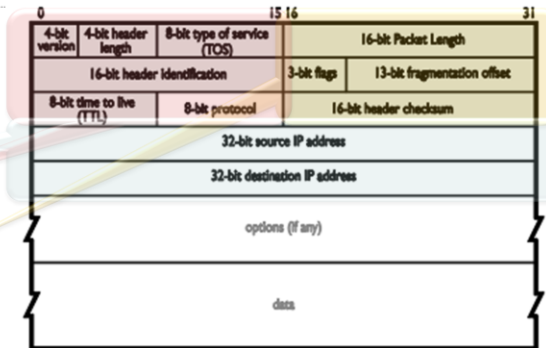 0 15 16 31
4-bit version 4-bit header length 8-bit type of service (TOS) 16-bit Packet Length
16-bit header identification 3-bit flags 13-bit fragmentation offset
8-bit time to live (TTL) 8-bit protocol 16-bit header checksum
32-bit source IP address
32-bit destination IP address
options (if any)
data